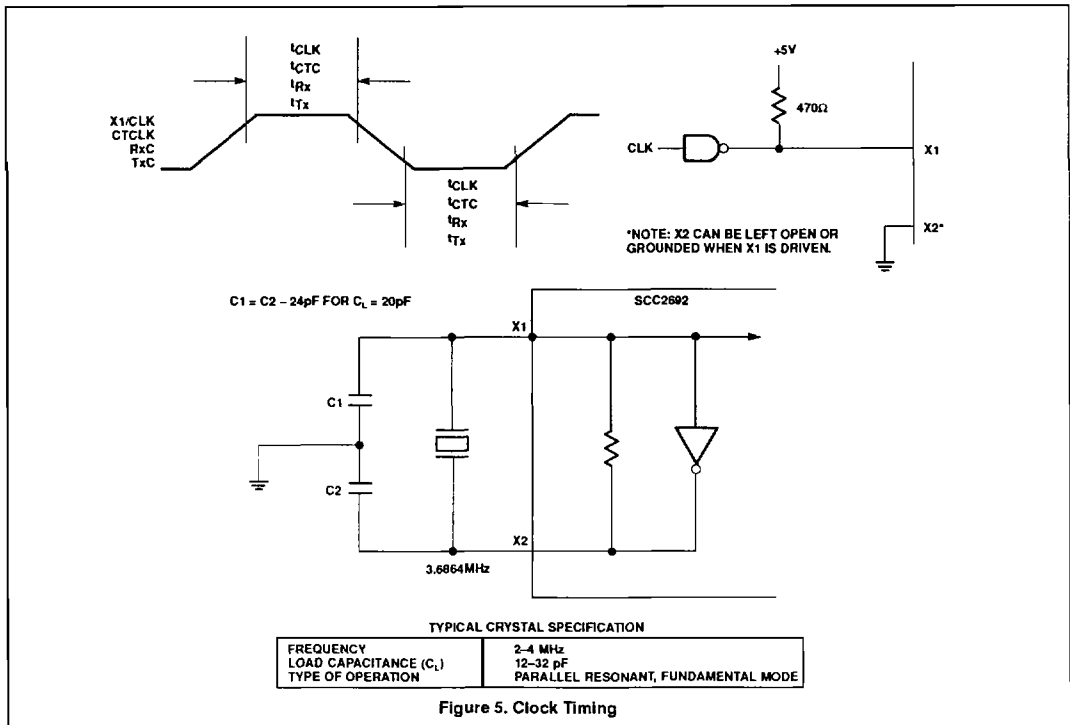 tCLK
tCTC
tRx
tTx
X1/CLK
CTCLK
RxC
TxC
tCLK
tCTC
tRx
tTx
+5V
470Ω
CLK
X1
X2*
*NOTE: X2 CAN BE LEFT OPEN OR
GROUNDED WHEN X1 IS DRIVEN.
C1 = C2 – 24pF FOR CL = 20pF
SCC2692
X1
C1
C2
X2
3.6864MHz
TYPICAL CRYSTAL SPECIFICATION
FREQUENCY 2–4 MHz
LOAD CAPACITANCE (CL) 12–32 pF
TYPE OF OPERATION PARALLEL RESONANT, FUNDAMENTAL MODE
Figure 5. Clock Timing